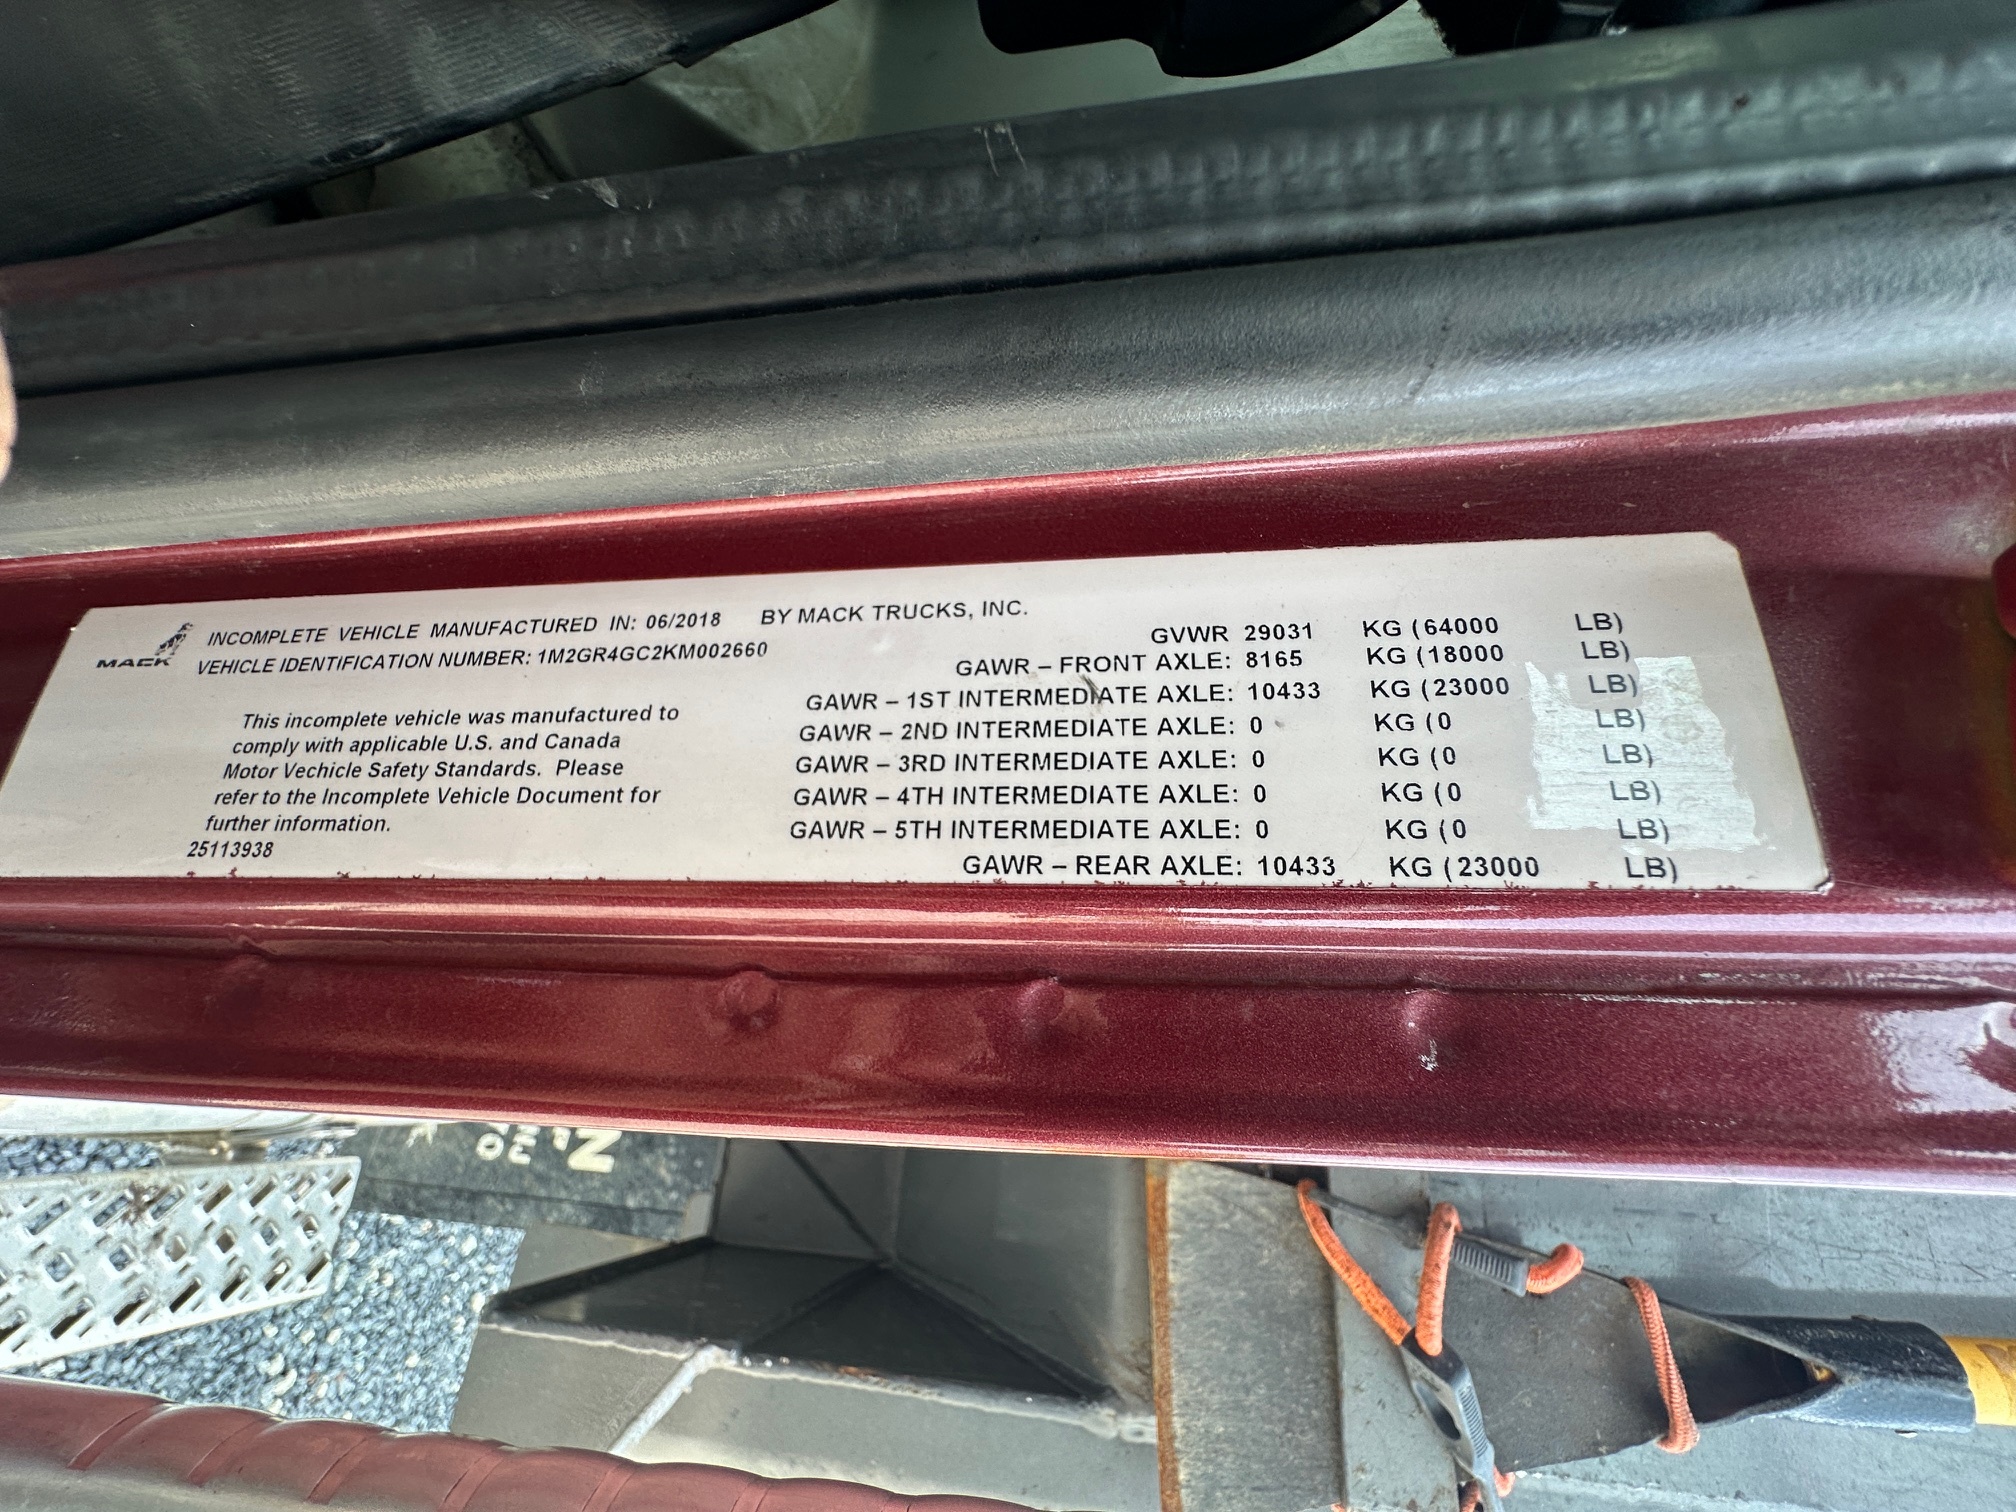 MACK
INCOMPLETE VEHICLE MANUFACTURED IN: 06/2018 BY MACK TRUCKS, INC.
VEHICLE IDENTIFICATION NUMBER: 1M2GR4GC2KM002660
This incomplete vehicle was manufactured to
comply with applicable U.S. and Canada
Motor Vechicle Safety Standards. Please
refer to the Incomplete Vehicle Document for
further information.
25113938
GVWR 29031 KG (64000 LB)
GAWR – FRONT AXLE: 8165 KG (18000 LB)
GAWR – 1ST INTERMEDIATE AXLE: 10433 KG (23000 LB)
GAWR – 2ND INTERMEDIATE AXLE: 0 KG (0 LB)
GAWR – 3RD INTERMEDIATE AXLE: 0 KG (0 LB)
GAWR – 4TH INTERMEDIATE AXLE: 0 KG (0 LB)
GAWR – 5TH INTERMEDIATE AXLE: 0 KG (0 LB)
GAWR – REAR AXLE: 10433 KG (23000 LB)